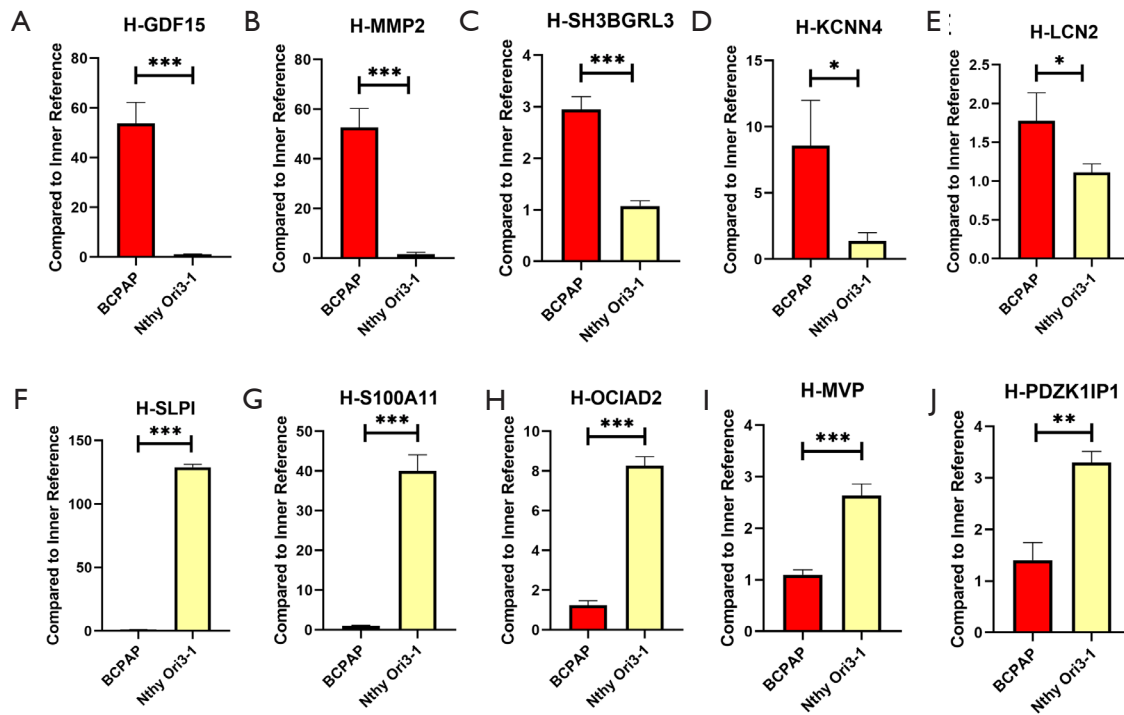 A
H-GDF15
***
Compared to Inner Reference
80
60
40
20
0
BCPAP
Nthy Ori3-1
B
H-MMP2
***
Compared to Inner Reference
80
60
40
20
0
BCPAP
Nthy Ori3-1
C
H-SH3BGRL3
***
Compared to Inner Reference
4
3
2
1
0
BCPAP
Nthy Ori3-1
D
H-KCNN4
*
Compared to Inner Reference
15
10
5
0
BCPAP
Nthy Ori3-1
E
H-LCN2
*
Compared to Inner Reference
2.5
2.0
1.5
1.0
0.5
0.0
BCPAP
Nthy Ori3-1
F
H-SLPI
***
Compared to Inner Reference
150
100
50
0
BCPAP
Nthy Ori3-1
G
H-S100A11
***
Compared to Inner Reference
50
40
30
20
10
0
BCPAP
Nthy Ori3-1
H
H-OCIAD2
***
Compared to Inner Reference
10
8
6
4
2
0
BCPAP
Nthy Ori3-1
I
H-MVP
***
Compared to Inner Reference
4
3
2
1
0
BCPAP
Nthy Ori3-1
J
H-PDZK1IP1
**
Compared to Inner Reference
4
3
2
1
0
BCPAP
Nthy Ori3-1